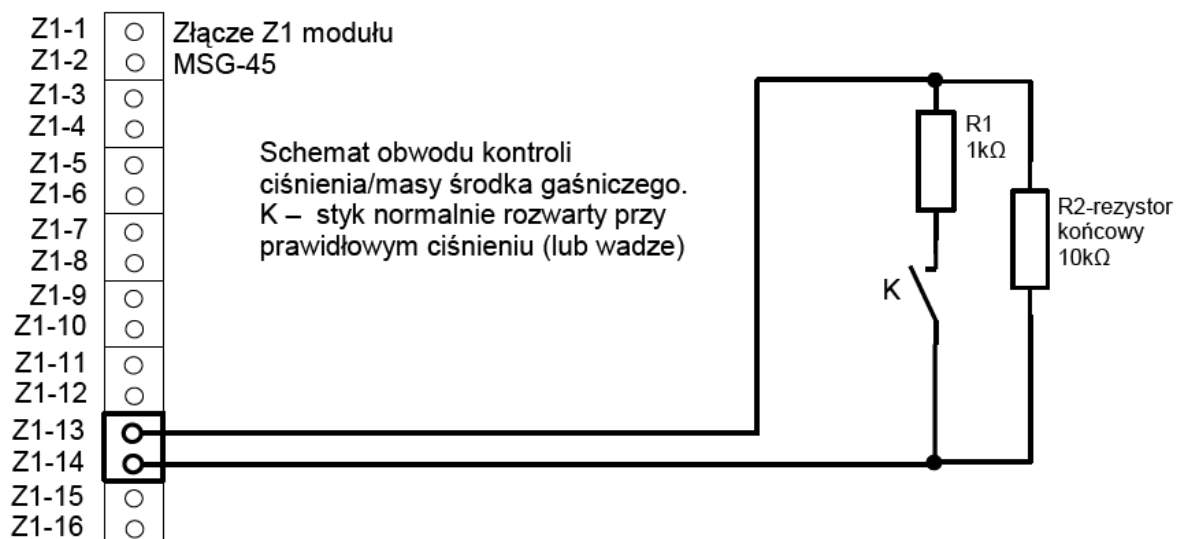 Z1-1
Z1-2
Z1-3
Z1-4
Z1-5
Z1-6
Z1-7
Z1-8
Z1-9
Z1-10
Z1-11
Z1-12
Z1-13
Z1-14
Z1-15
Z1-16
Złącze Z1 modułu
MSG-45
Schemat obwodu kontroli
ciśnienia/masy środka gaśniczego.
K – styk normalnie rozwarty przy
prawidłowym ciśnieniu (lub wadze)
R1
1kΩ
K
R2-rezystor
końcowy
10kΩ